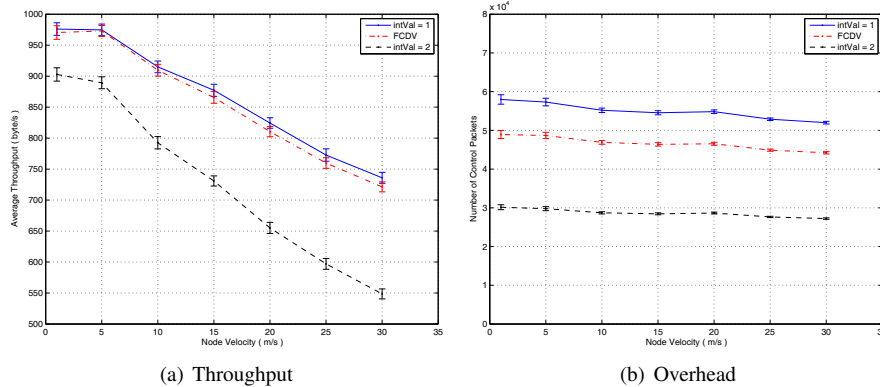 1000
950
900
850
800
750
700
650
600
550
500
0
5
10
15
20
25
30
35
Average Throughput ( byte/s )
Node Velocity ( m/s )
intVal = 1
FCDV
intVal = 2
(a) Throughput
x 10⁴
8
7
6
5
4
3
2
1
0
0
5
10
15
20
25
30
35
Number of Control Packets
Node Velocity ( m/s )
intVal = 1
FCDV
intVal = 2
(b) Overhead